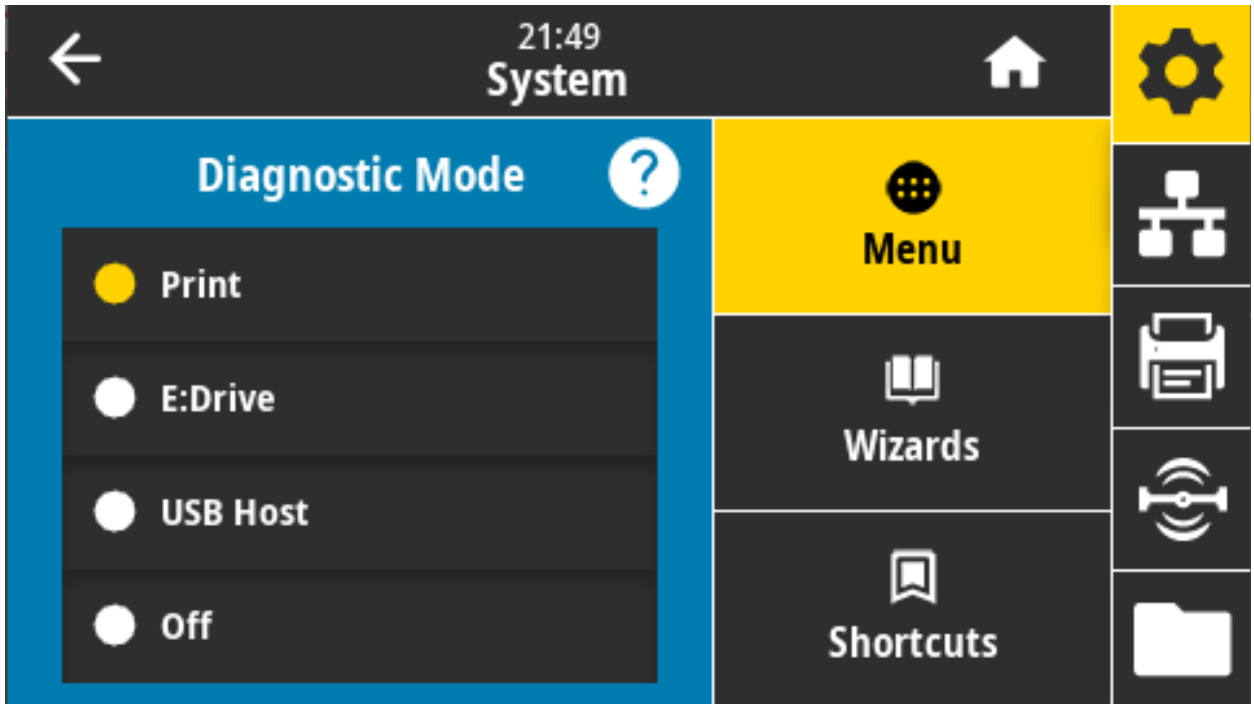 21:49
System
Diagnostic Mode
?
Print
E:Drive
USB Host
Off
Menu
Wizards
Shortcuts